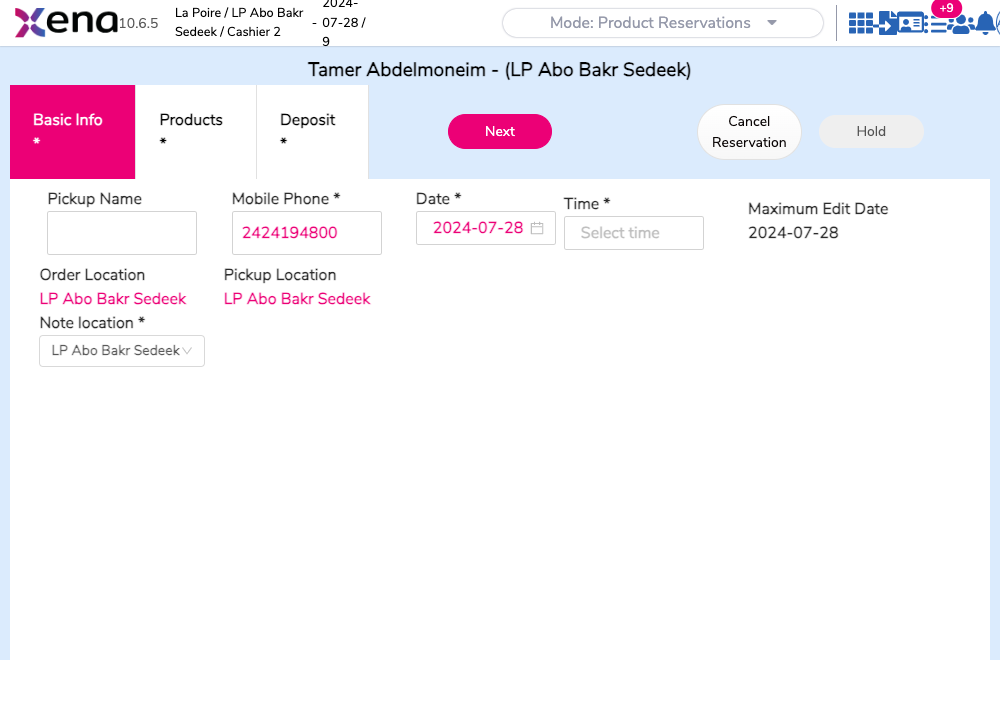 Xena 10.6.5
La Poire / LP Abo Bakr
Sedeek / Cashier 2
-
2024-
07-28 /
9
Mode: Product Reservations
+9
Tamer Abdelmoneim - (LP Abo Bakr Sedeek)
Basic Info
*
Products
*
Deposit
*
Next
Cancel
Reservation
Hold
Pickup Name
Mobile Phone *
2424194800
Date *
2024-07-28
Time *
Select time
Maximum Edit Date
2024-07-28
Order Location
LP Abo Bakr Sedeek
Pickup Location
LP Abo Bakr Sedeek
Note location *
LP Abo Bakr Sedeek